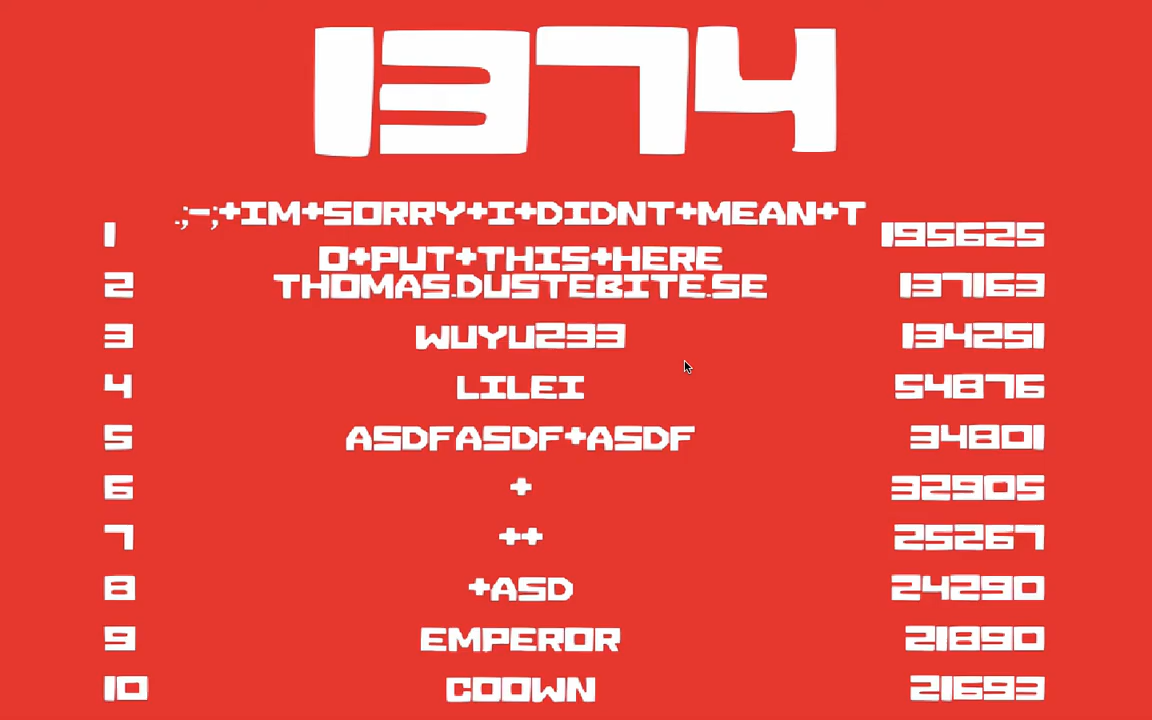 1374
1 .;-;+IM+SORRY+I+DIDNT+MEAN+T 195625
O+PUT+THIS+HERE
2 THOMAS.DUSTEBITE.SE 137163
3 WUYU233 134251
4 LILEI 54876
5 ASDFASDF+ASDF 34801
6 + 32905
7 ++ 25267
8 +ASD 24290
9 EMPEROR 21890
10 COOWN 21693